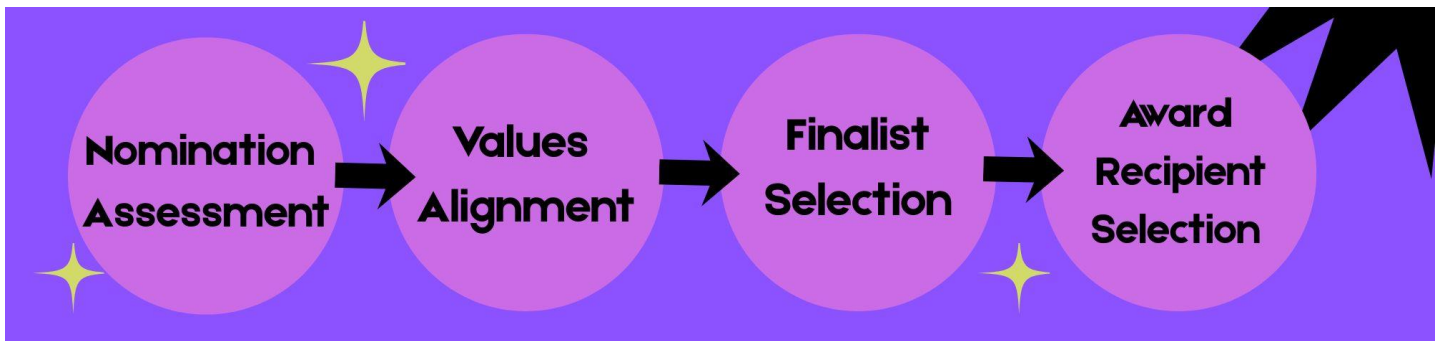 Nomination
Assessment
Values
Alignment
Finalist
Selection
Award
Recipient
Selection